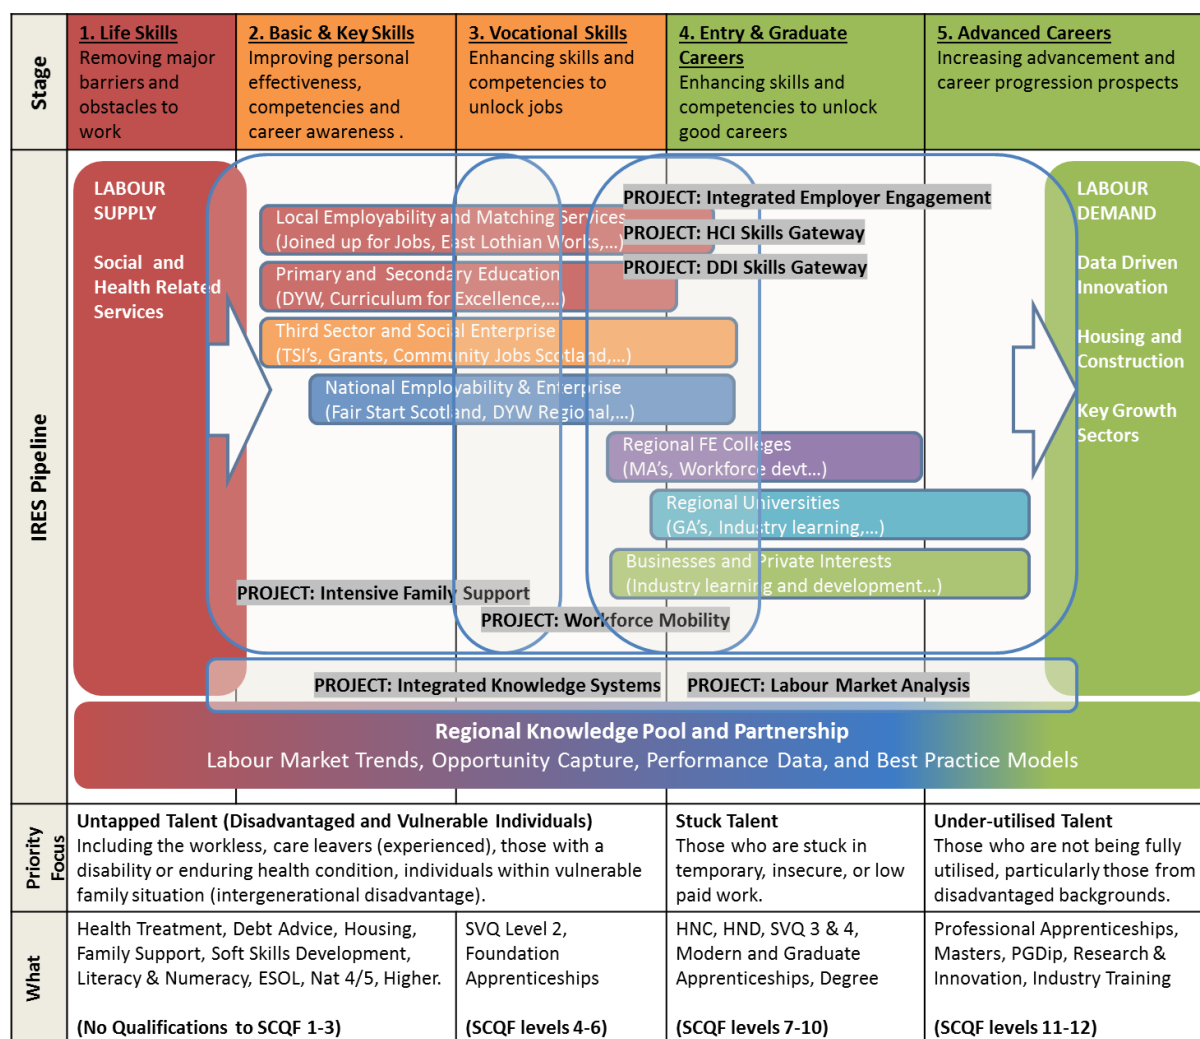 Stage
1. Life Skills
Removing major
barriers and
obstacles to
work
2. Basic & Key Skills
Improving personal
effectiveness,
competencies and
career awareness .
3. Vocational Skills
Enhancing skills and
competencies to
unlock jobs
4. Entry & Graduate
Careers
Enhancing skills and
competencies to unlock
good careers
5. Advanced Careers
Increasing advancement and
career progression prospects
IRES Pipeline
LABOUR
SUPPLY
Social and
Health Related
Services
PROJECT: Integrated Employer Engagement
PROJECT: HCI Skills Gateway
PROJECT: DDI Skills Gateway
Local Employability and Matching Services
(Joined up for Jobs, East Lothian Works,...)
Primary and Secondary Education
(DYW, Curriculum for Excellence,...)
Third Sector and Social Enterprise
(TSI's, Grants, Community Jobs Scotland,...)
National Employability & Enterprise
(Fair Start Scotland, DYW Regional,...)
Regional FE Colleges
(MA's, Workforce devt...)
Regional Universities
(GA's, Industry learning,...)
Businesses and Private Interests
(Industry learning and development...)
PROJECT: Intensive Family Support
PROJECT: Workforce Mobility
PROJECT: Integrated Knowledge Systems
PROJECT: Labour Market Analysis
LABOUR
DEMAND
Data Driven
Innovation
Housing and
Construction
Key Growth
Sectors
Regional Knowledge Pool and Partnership
Labour Market Trends, Opportunity Capture, Performance Data, and Best Practice Models
Priority
Focus
Untapped Talent (Disadvantaged and Vulnerable Individuals)
Including the workless, care leavers (experienced), those with a
disability or enduring health condition, individuals within vulnerable
family situation (intergenerational disadvantage).
Stuck Talent
Those who are stuck in
temporary, insecure, or low
paid work.
Under-utilised Talent
Those who are not being fully
utilised, particularly those from
disadvantaged backgrounds.
What
Health Treatment, Debt Advice, Housing,
Family Support, Soft Skills Development,
Literacy & Numeracy, ESOL, Nat 4/5, Higher.
(No Qualifications to SCQF 1-3)
SVQ Level 2,
Foundation
Apprenticeships
(SCQF levels 4-6)
HNC, HND, SVQ 3 & 4,
Modern and Graduate
Apprenticeships, Degree
(SCQF levels 7-10)
Professional Apprenticeships,
Masters, PGDip, Research &
Innovation, Industry Training
(SCQF levels 11-12)